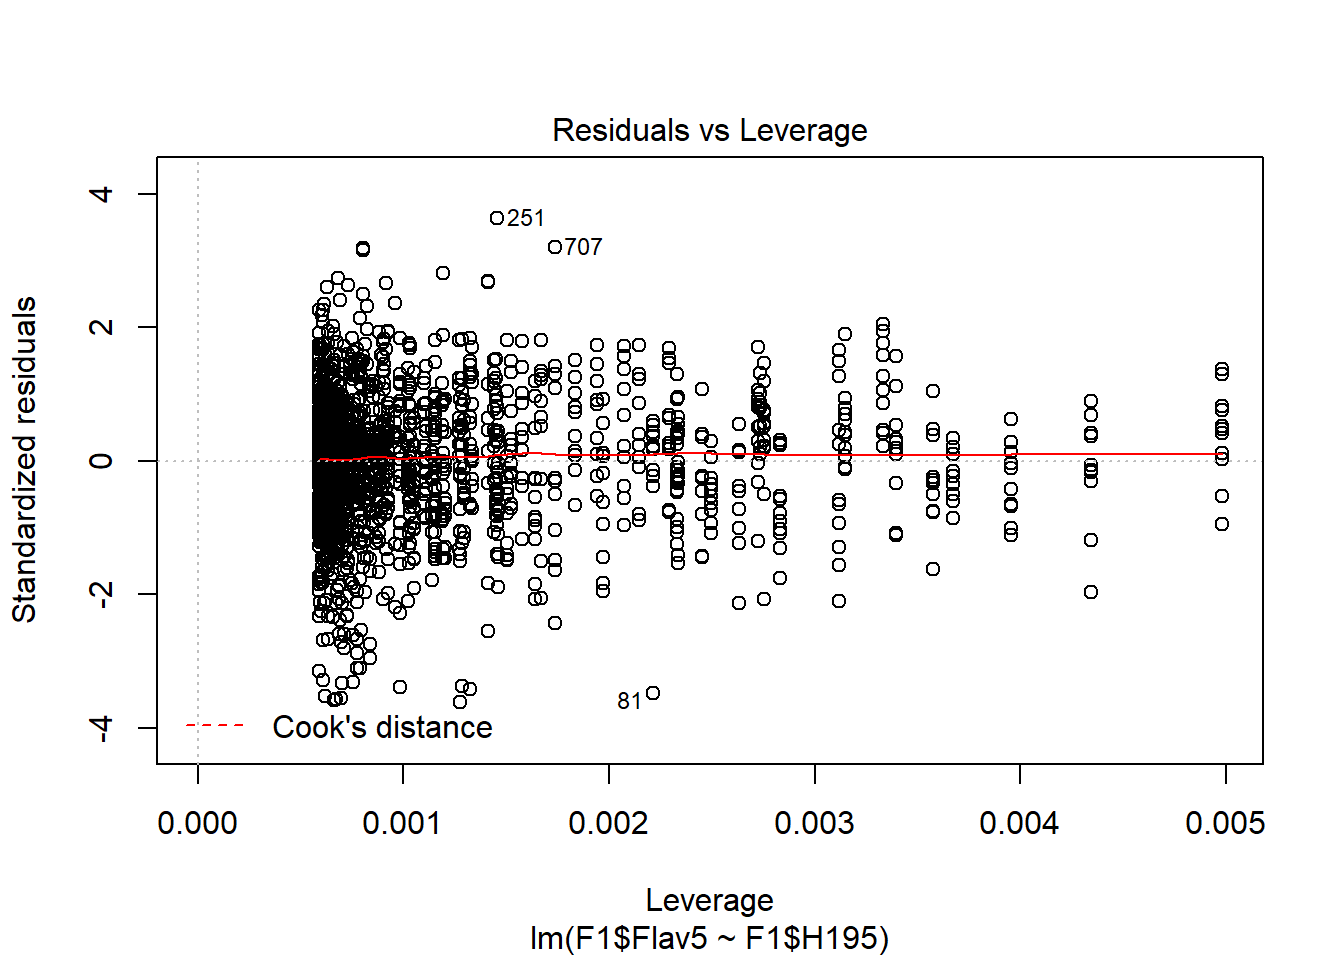 Residuals vs Leverage
Standardized residuals
4
2
0
-2
-4
251
707
81
Cook's distance
0.000 0.001 0.002 0.003 0.004 0.005
Leverage
lm(F1$Flav5 ~ F1$H195)